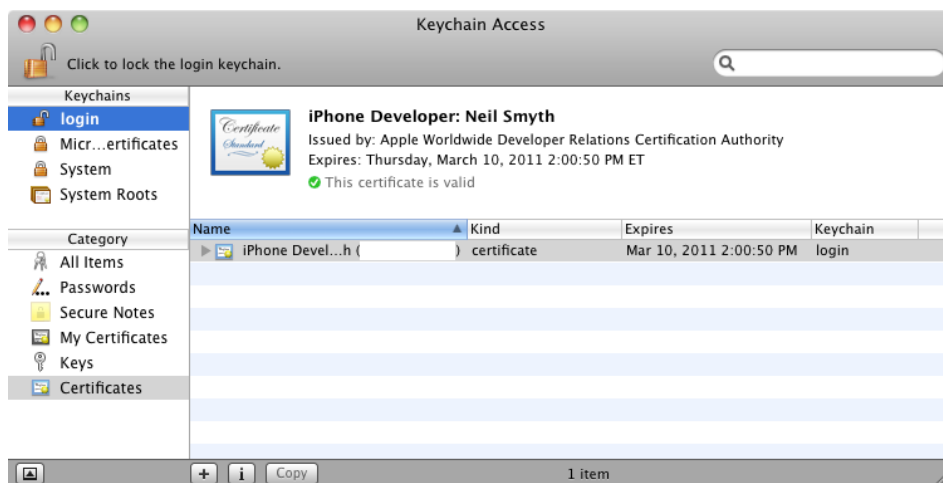 Keychain Access
Click to lock the login keychain.
Keychains
login
Micr...ertificates
System
System Roots
Category
All Items
Passwords
Secure Notes
My Certificates
Keys
Certificates
Certificate
Standard
iPhone Developer: Neil Smyth
Issued by: Apple Worldwide Developer Relations Certification Authority
Expires: Thursday, March 10, 2011 2:00:50 PM ET
This certificate is valid
Name Kind Expires Keychain
iPhone Devel...h ( ) certificate Mar 10, 2011 2:00:50 PM login
+ i Copy 1 item